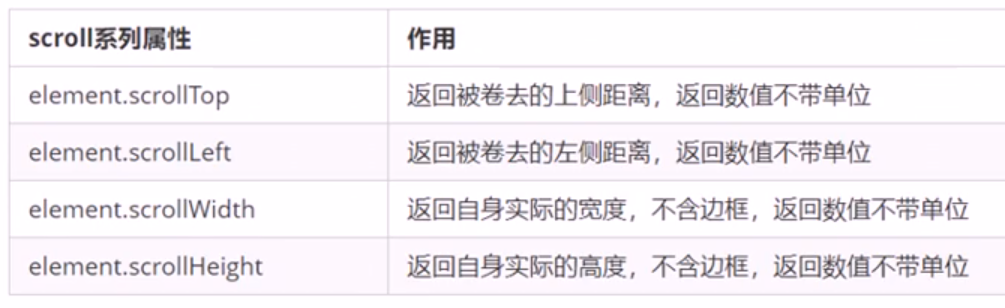 scroll系列属性 作用
element.scrollTop 返回被卷去的上侧距离，返回数值不带单位
element.scrollLeft 返回被卷去的左侧距离，返回数值不带单位
element.scrollWidth 返回自身实际的宽度，不含边框，返回数值不带单位
element.scrollHeight 返回自身实际的高度，不含边框，返回数值不带单位